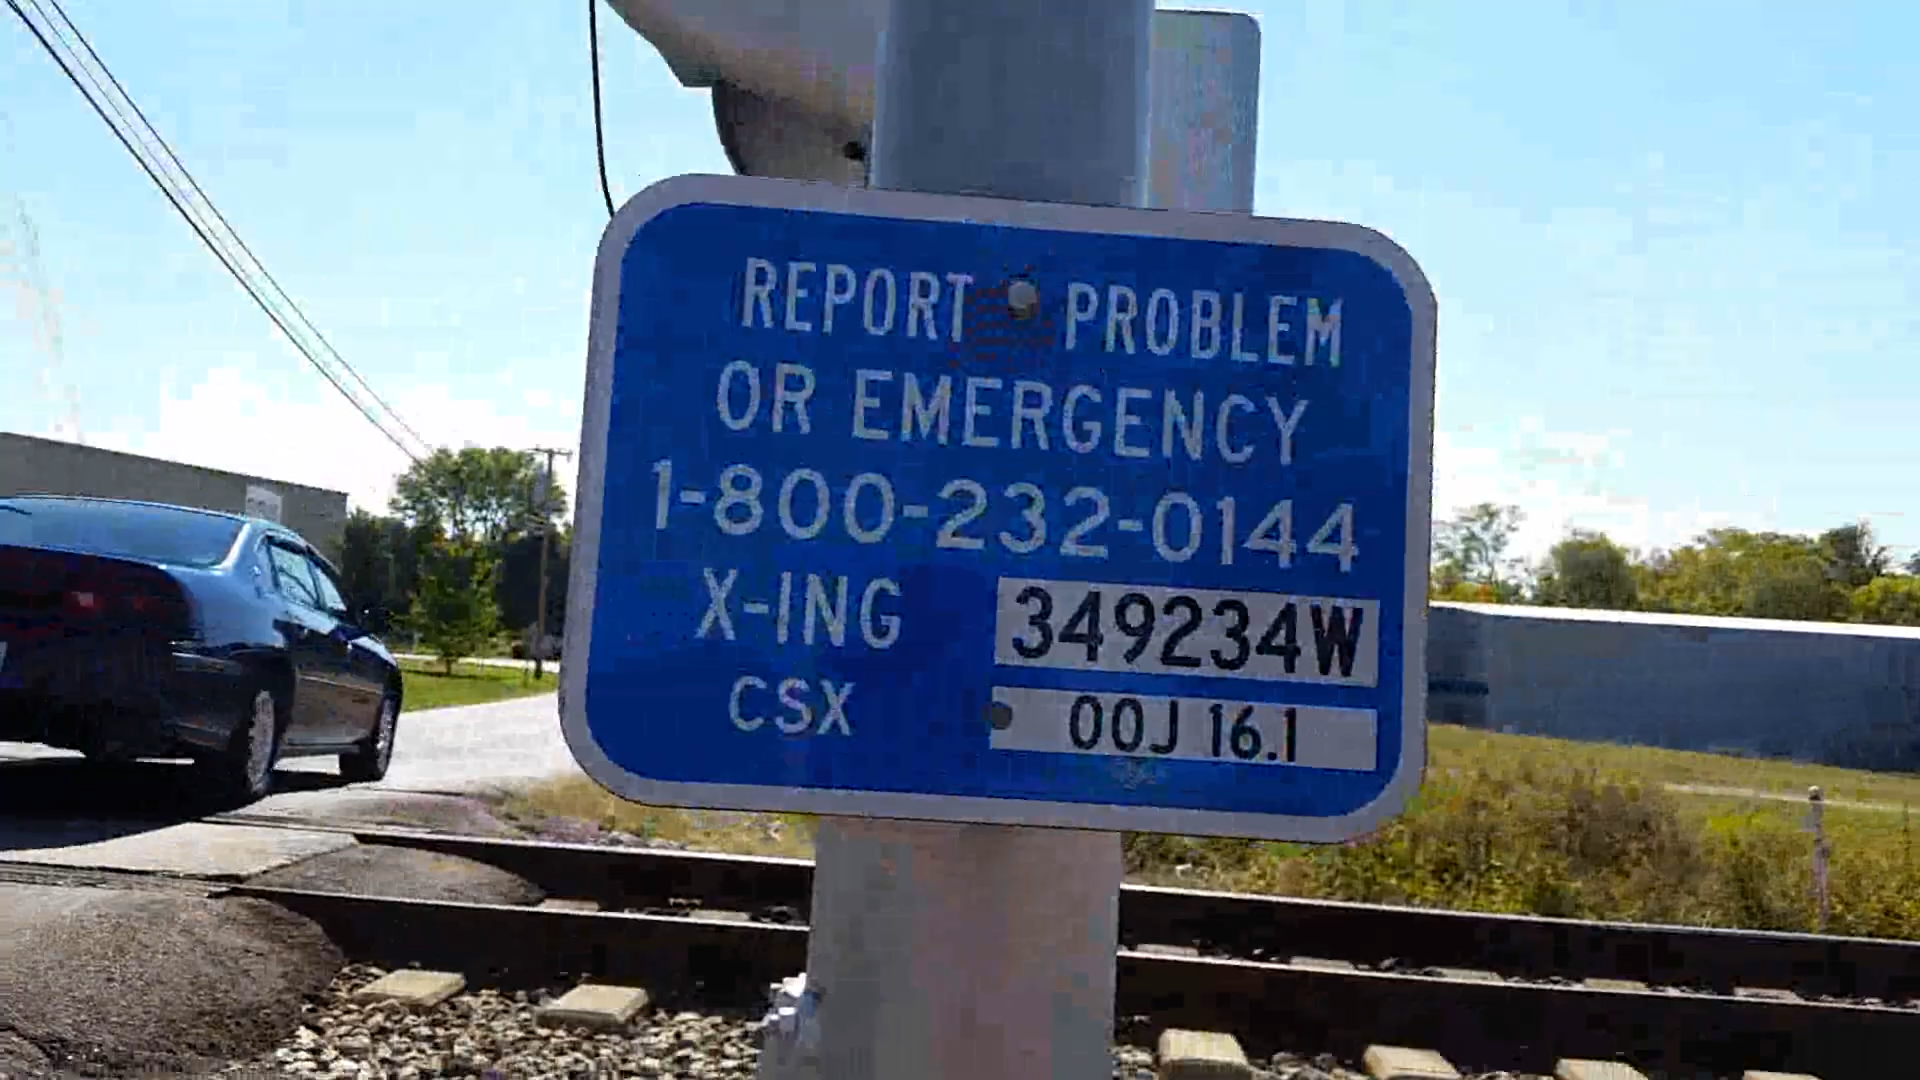 REPORT PROBLEM
OR EMERGENCY
1-800-232-0144
X-ING 349234W
CSX 00J 16.1